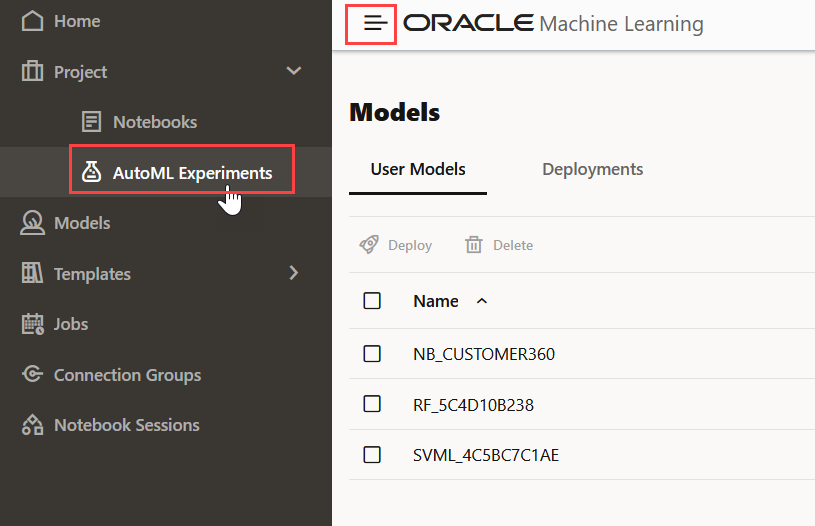 Home
Project
Notebooks
AutoML Experiments
Models
Templates
Jobs
Connection Groups
Notebook Sessions
ORACLE Machine Learning
Models
User Models
Deployments
Deploy
Delete
Name
NB_CUSTOMER360
RF_5C4D10B238
SVML_4C5BC7C1AE